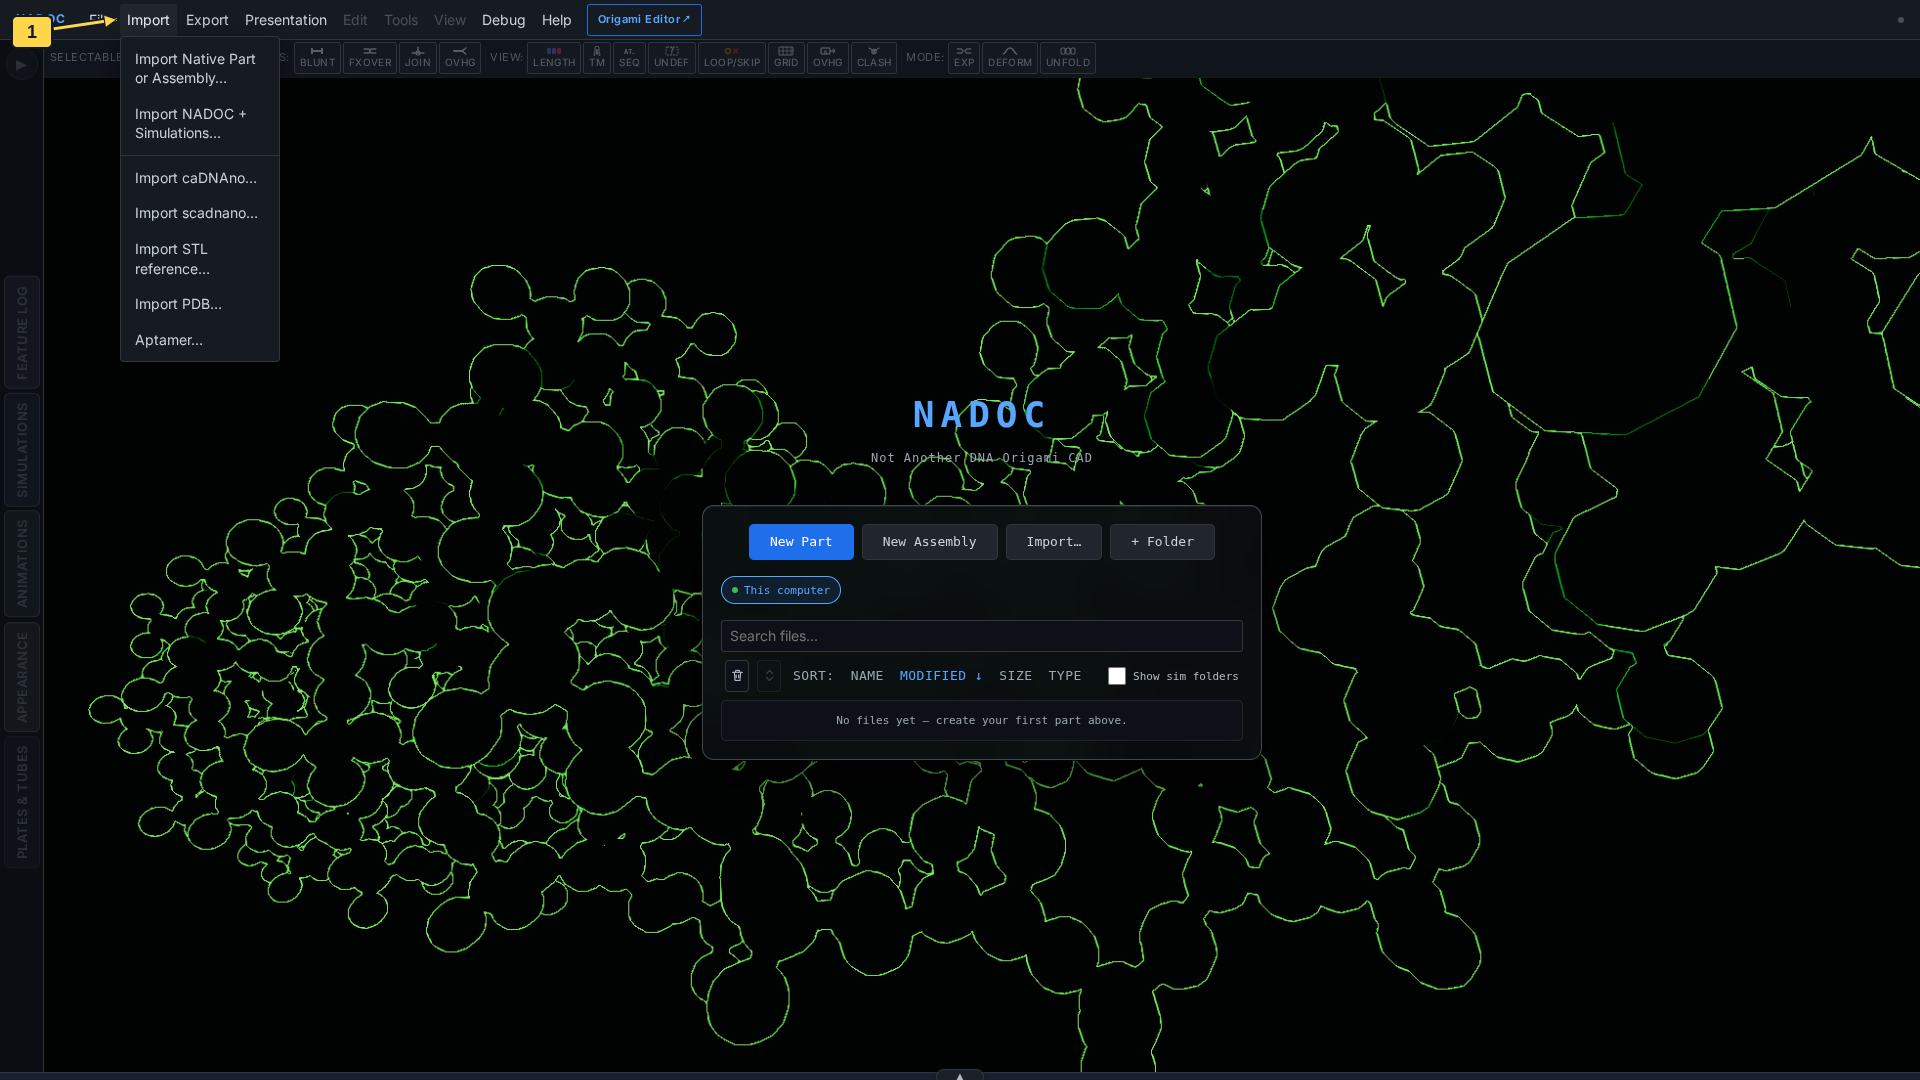 1
Import
Export
Presentation
Edit
Tools
View
Debug
Help
Origami Editor↗
BLUNT
FXOVER
JOIN
OVHG
VIEW:
LENGTH
TM
SEQ
UNDEF
LOOP/SKIP
GRID
OVHG
CLASH
MODE:
EXP
DEFORM
UNFOLD
Import Native Part
or Assembly...
Import NADOC +
Simulations...
Import caDNAno...
Import scadnano...
Import STL
reference...
Import PDB...
Aptamer...
FEATURE LOG
SIMULATIONS
ANIMATIONS
APPEARANCE
PLATES & TUBES
NADOC
Not Another DNA Origami CAD
New Part
New Assembly
Import…
+ Folder
This computer
Search files...
SORT:
NAME
MODIFIED ↓
SIZE
TYPE
Show sim folders
No files yet — create your first part above.